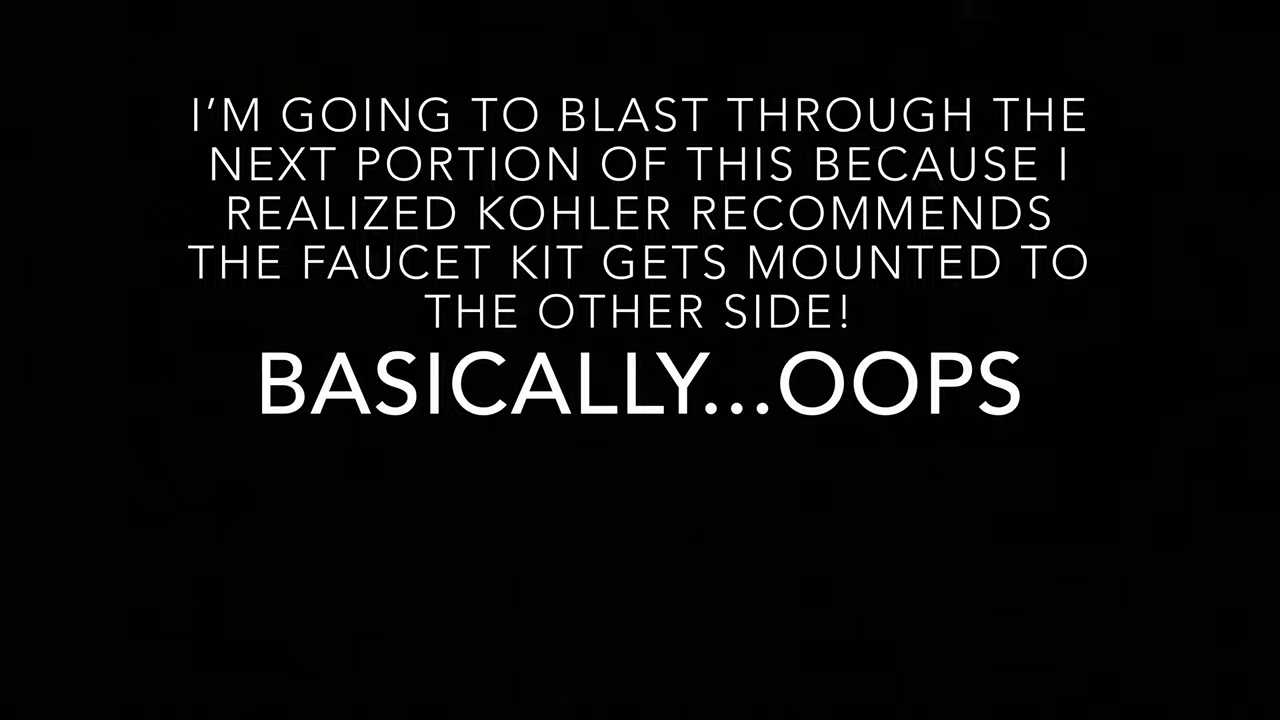 I'M GOING TO BLAST THROUGH THE
NEXT PORTION OF THIS BECAUSE I
REALIZED KOHLER RECOMMENDS
THE FAUCET KIT GETS MOUNTED TO
THE OTHER SIDE!
BASICALLY...OOPS